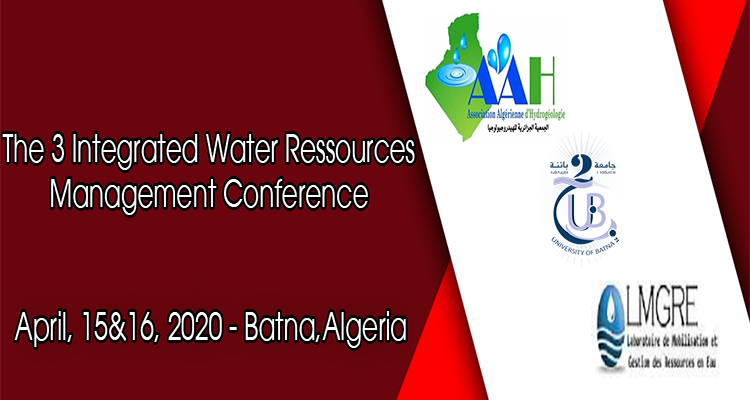 The 3 Integrated Water Ressources
Management Conference
April, 15&16, 2020 - Batna,Algeria
AAH
Association Algérienne d'Hydrogéologie
الجمعية الجزائرية للهيدروجيولوجيا
جامعة باتنة
2
UB
UNIVERSITY OF BATNA 2
LMGRE
Laboratoire de Mobilisation et
Gestion des Ressources en Eau